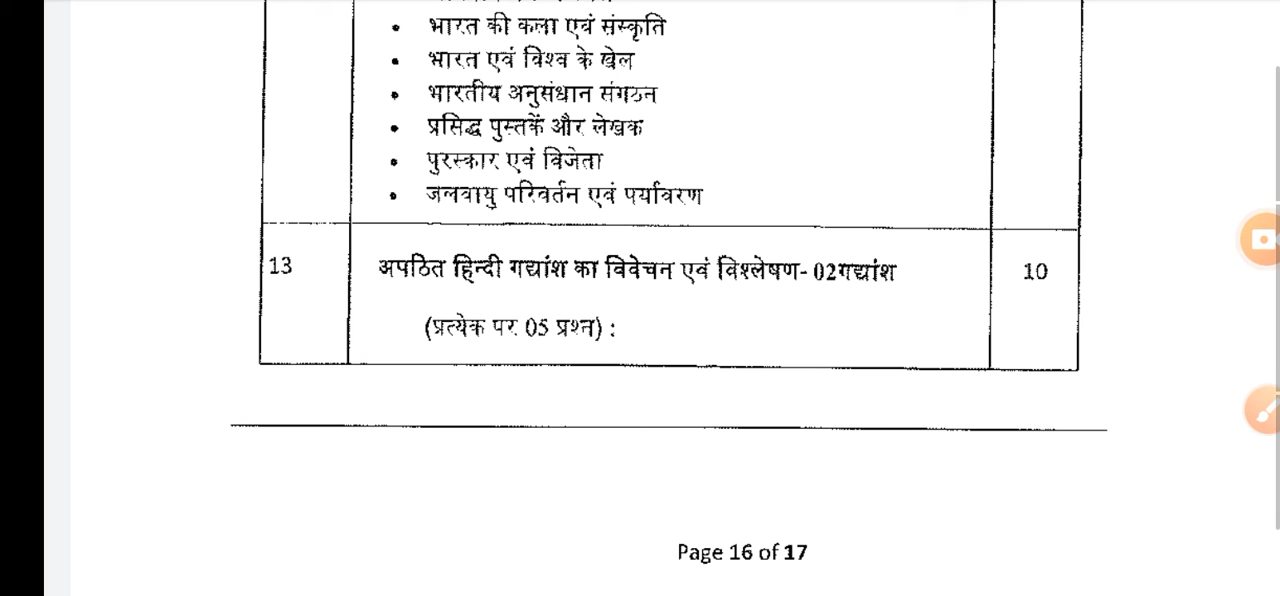 • भारत की कला एवं संस्कृति
• भारत एवं विश्व के खेल
• भारतीय अनुसंधान संगठन
• प्रसिद्ध पुस्तकें और लेखक
• पुरस्कार एवं विजेता
• जलवायु परिवर्तन एवं पर्यावरण
13 अपठित हिन्दी गद्यांश का विवेचन एवं विश्लेषण- 02गद्यांश 10
(प्रत्येक पर 05 प्रश्न) :
Page 16 of 17